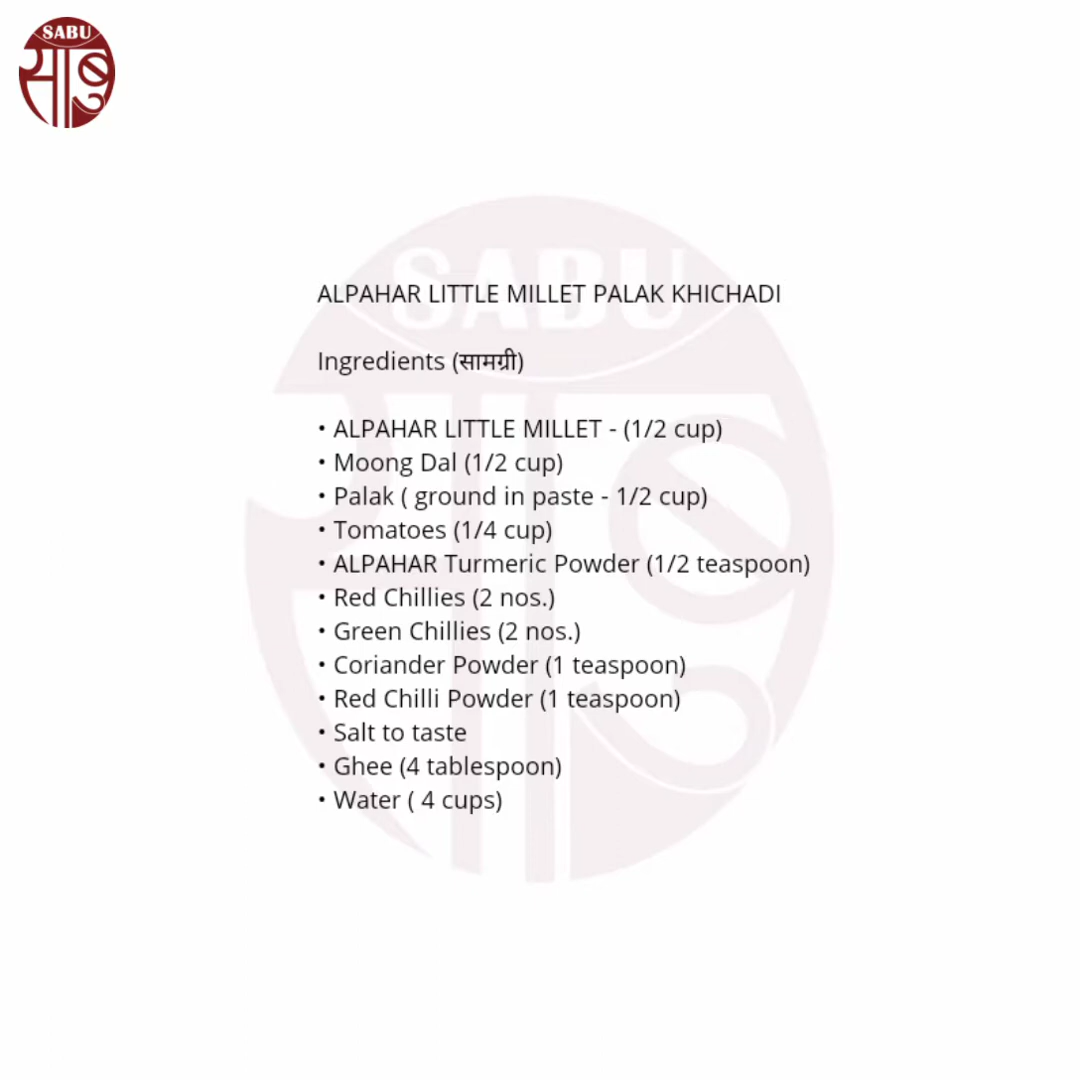 SABU
साबु
SABU
ALPAHAR LITTLE MILLET PALAK KHICHADI
Ingredients (सामग्री)
• ALPAHAR LITTLE MILLET - (1/2 cup)
• Moong Dal (1/2 cup)
• Palak ( ground in paste - 1/2 cup)
• Tomatoes (1/4 cup)
• ALPAHAR Turmeric Powder (1/2 teaspoon)
• Red Chillies (2 nos.)
• Green Chillies (2 nos.)
• Coriander Powder (1 teaspoon)
• Red Chilli Powder (1 teaspoon)
• Salt to taste
• Ghee (4 tablespoon)
• Water ( 4 cups)
साबु